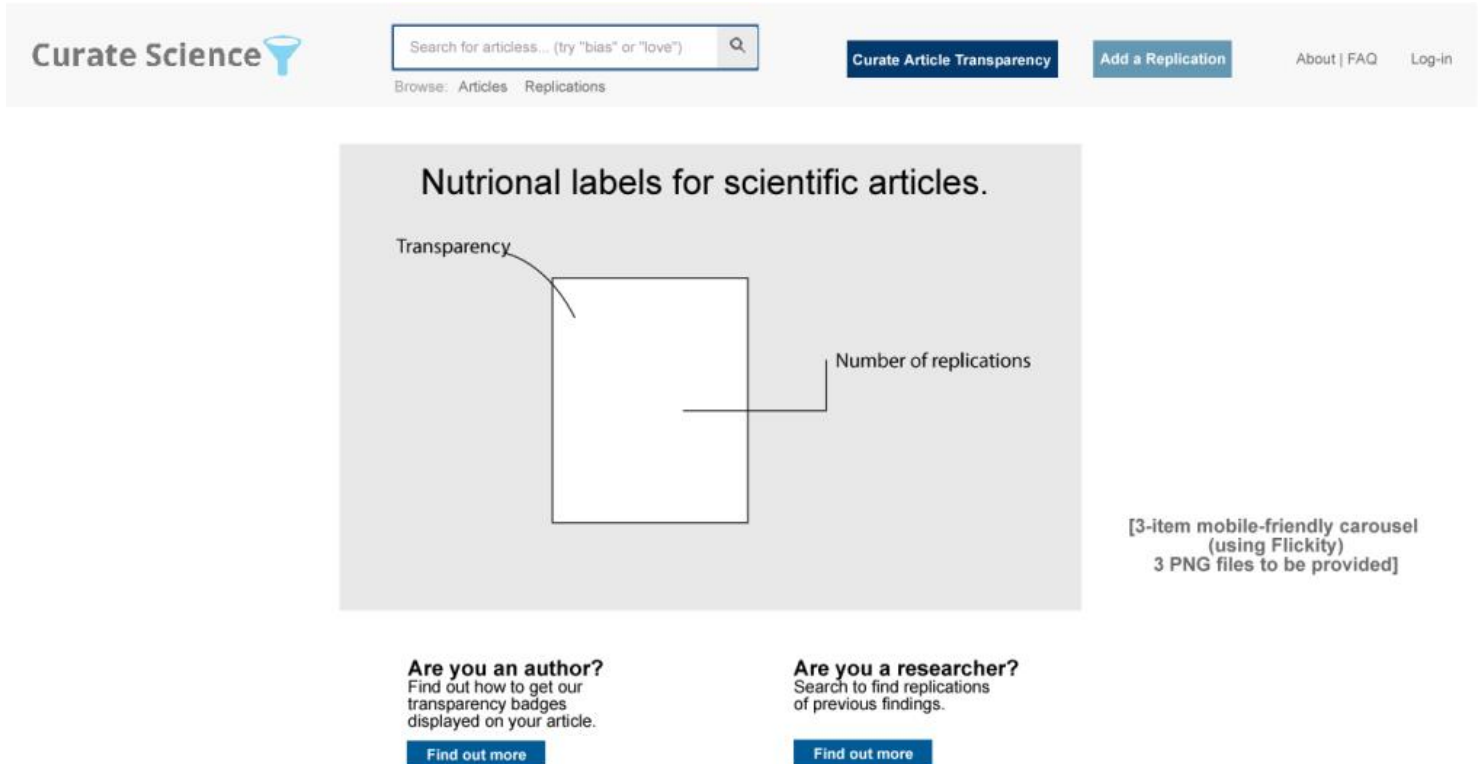 Curate Science
Search for articless... (try "bias" or "love")
Browse: Articles Replications
Curate Article Transparency
Add a Replication
About | FAQ
Log-in
Nutrional labels for scientific articles.
Transparency
Number of replications
[3-item mobile-friendly carousel
(using Flickity)
3 PNG files to be provided]
Are you an author?
Find out how to get our
transparency badges
displayed on your article.
Find out more
Are you a researcher?
Search to find replications
of previous findings.
Find out more